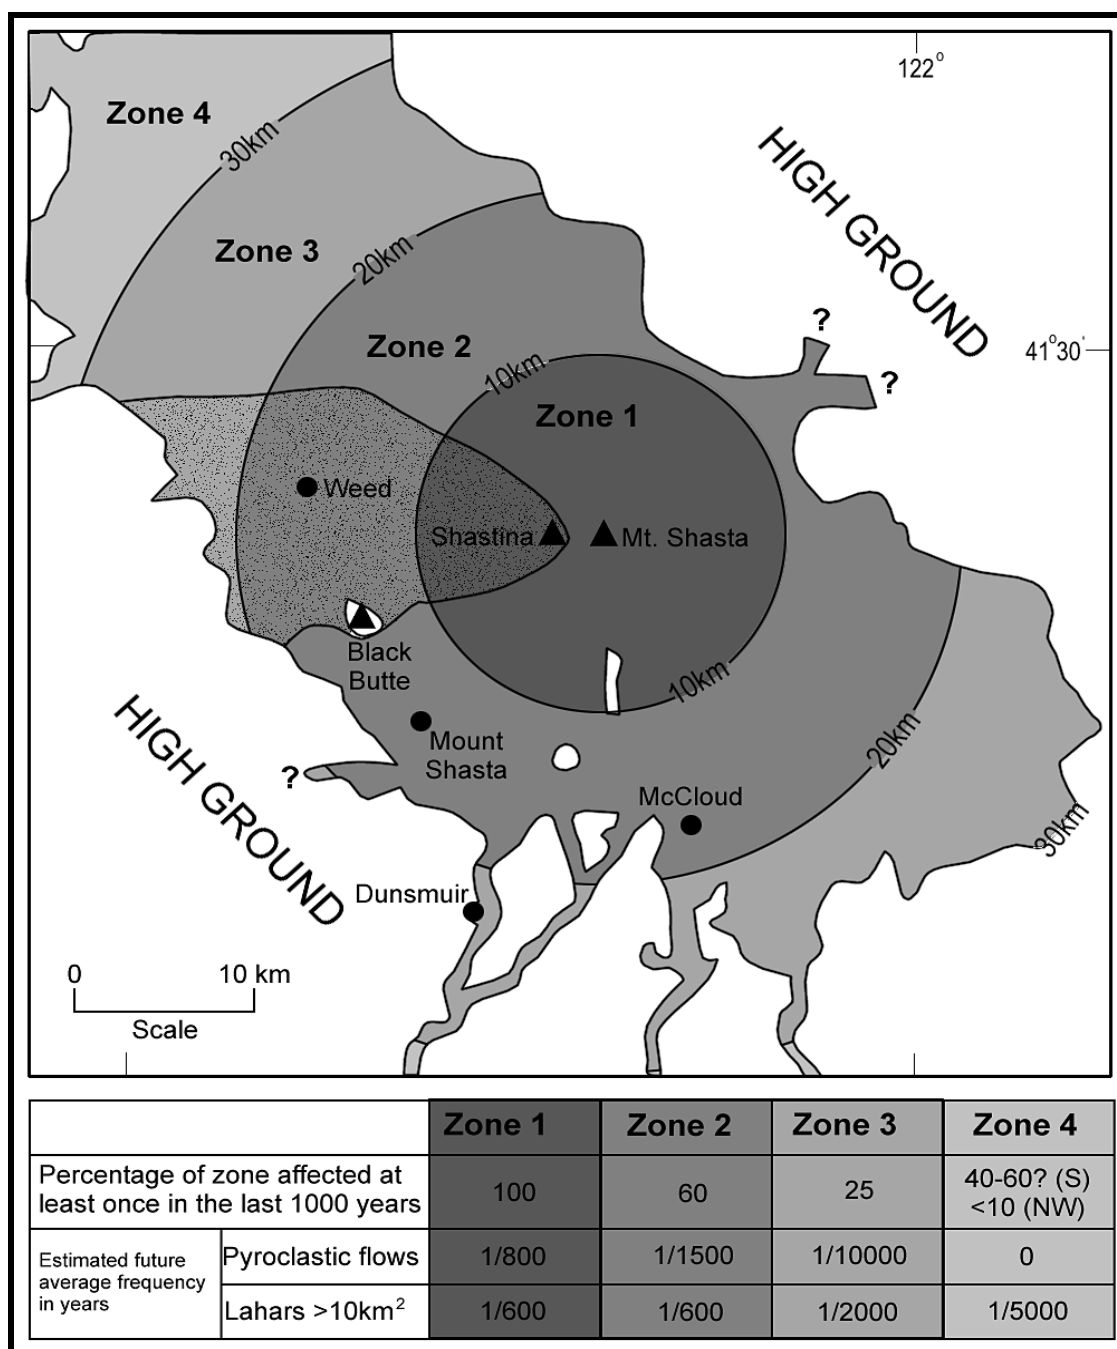 122°
Zone 4
30km
HIGH GROUND
Zone 3
20km
?
Zone 2
10km
41°30'
?
Zone 1
Weed
Shastina
Mt. Shasta
Black
Butte
10km
HIGH GROUND
Mount
Shasta
20km
?
McCloud
30km
Dunsmuir
0 10 km
Scale
Zone 1 Zone 2 Zone 3 Zone 4
Percentage of zone affected at
least once in the last 1000 years
100 60 25 40-60? (S)
<10 (NW)
Estimated future
average frequency
in years
Pyroclastic flows 1/800 1/1500 1/10000 0
Lahars >10km² 1/600 1/600 1/2000 1/5000